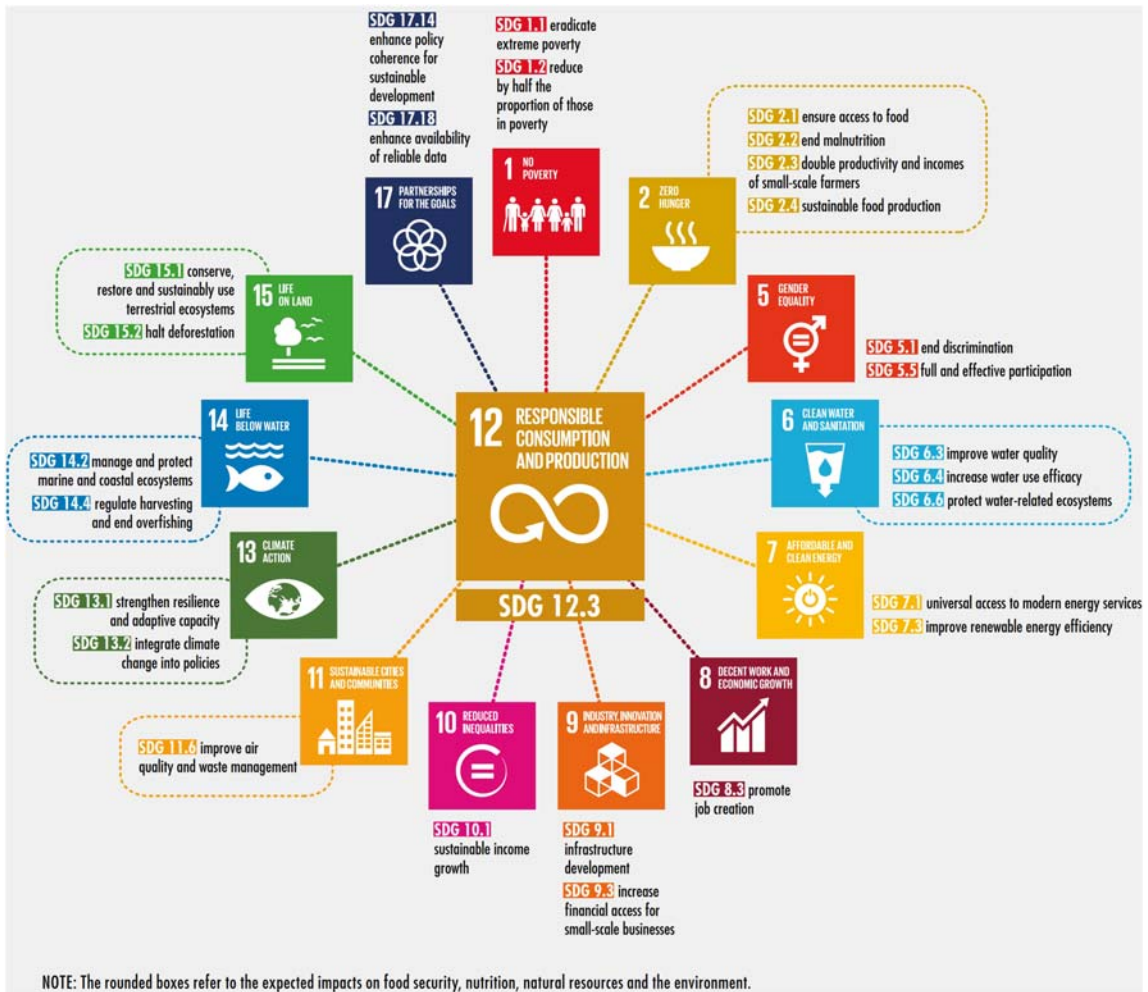 SDG 17.14
enhance policy
coherence for
sustainable
development
SDG 17.18
enhance availability
of reliable data
17 PARTNERSHIPS
FOR THE GOALS
SDG 1.1 eradicate
extreme poverty
SDG 1.2 reduce
by half the
proportion of those
in poverty
1 NO
POVERTY
SDG 2.1 ensure access to food
SDG 2.2 end malnutrition
SDG 2.3 double productivity and incomes
of small-scale farmers
SDG 2.4 sustainable food production
2 ZERO
HUNGER
5 GENDER
EQUALITY
SDG 5.1 end discrimination
SDG 5.5 full and effective participation
6 CLEAN WATER
AND SANITATION
SDG 6.3 improve water quality
SDG 6.4 increase water use efficacy
SDG 6.6 protect water-related ecosystems
7 AFFORDABLE AND
CLEAN ENERGY
SDG 7.1 universal access to modern energy services
SDG 7.3 improve renewable energy efficiency
8 DECENT WORK AND
ECONOMIC GROWTH
SDG 8.3 promote
job creation
9 INDUSTRY, INNOVATION
AND INFRASTRUCTURE
SDG 9.1
infrastructure
development
SDG 9.3 increase
financial access for
small-scale businesses
10 REDUCED
INEQUALITIES
SDG 10.1
sustainable income
growth
11 SUSTAINABLE CITIES
AND COMMUNITIES
SDG 11.6 improve air
quality and waste management
13 CLIMATE
ACTION
SDG 13.1 strengthen resilience
and adaptive capacity
SDG 13.2 integrate climate
change into policies
14 LIFE
BELOW WATER
SDG 14.2 manage and protect
marine and coastal ecosystems
SDG 14.4 regulate harvesting
and end overfishing
15 LIFE
ON LAND
SDG 15.1 conserve,
restore and sustainably use
terrestrial ecosystems
SDG 15.2 halt deforestation
12 RESPONSIBLE
CONSUMPTION
AND PRODUCTION
SDG 12.3
NOTE: The rounded boxes refer to the expected impacts on food security, nutrition, natural resources and the environment.